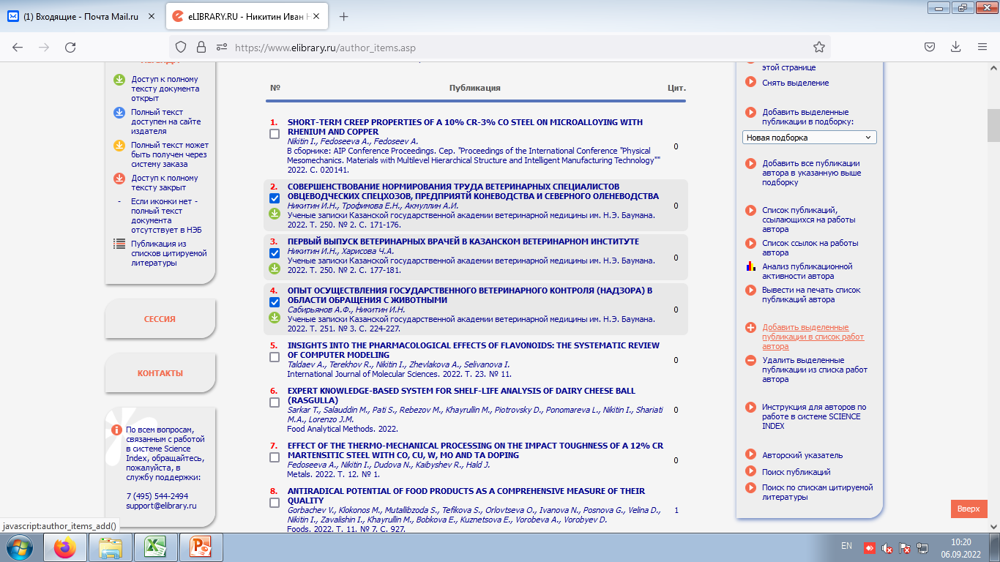 (1) Входящие - Почта Mail.ru
eLIBRARY.RU - Никитин Иван
https://www.elibrary.ru/author_items.asp
Доступ к полному
тексту документа
открыт
Полный текст
доступен на сайте
издателя
Полный текст может
быть получен через
систему заказа
Доступ к полному
тексту закрыт
- Если иконки нет -
полный текст
документа
отсутствует в НЭБ
Публикация из
списков цитируемой
литературы
СЕССИЯ
КОНТАКТЫ
По всем вопросам,
связанным с работой
в системе Science
Index, обращайтесь,
пожалуйста, в
службу поддержки:
7 (495) 544-2494
support@elibrary.ru
№ Публикация Цит.
1. SHORT-TERM CREEP PROPERTIES OF A 10% CR-3% CO STEEL ON MICROALLOYING WITH
RHENIUM AND COPPER
Nikitin I., Fedoseeva A., Fedoseev A.
В сборнике: AIP Conference Proceedings. Сер. "Proceedings of the International Conference "Physical
Mesomechanics. Materials with Multilevel Hierarchical Structure and Intelligent Manufacturing Technology""
2022. С. 020141.
0
2. СОВЕРШЕНСТВОВАНИЕ НОРМИРОВАНИЯ ТРУДА ВЕТЕРИНАРНЫХ СПЕЦИАЛИСТОВ
ОВЦЕВОДЧЕСКИХ СПЕЦХОЗОВ, ПРЕДПРИЯТИ КОНЕВОДСТВА И СЕВЕРНОГО ОЛЕНЕВОДСТВА
Никитин И.Н., Трофимова Е.Н., Акмуллин А.И.
Ученые записки Казанской государственной академии ветеринарной медицины им. Н.Э. Баумана.
2022. Т. 250. № 2. С. 171-176.
0
3. ПЕРВЫЙ ВЫПУСК ВЕТЕРИНАРНЫХ ВРАЧЕЙ В КАЗАНСКОМ ВЕТЕРИНАРНОМ ИНСТИТУТЕ
Никитин И.Н., Харисова Ч.А.
Ученые записки Казанской государственной академии ветеринарной медицины им. Н.Э. Баумана.
2022. Т. 250. № 2. С. 177-181.
0
4. ОПЫТ ОСУЩЕСТВЛЕНИЯ ГОСУДАРСТВЕННОГО ВЕТЕРИНАРНОГО КОНТРОЛЯ (НАДЗОРА) В
ОБЛАСТИ ОБРАЩЕНИЯ С ЖИВОТНЫМИ
Сабирьянов А.Ф., Никитин И.Н.
Ученые записки Казанской государственной академии ветеринарной медицины им. Н.Э. Баумана.
2022. Т. 251. № 3. С. 224-227.
0
5. INSIGHTS INTO THE PHARMACOLOGICAL EFFECTS OF FLAVONOIDS: THE SYSTEMATIC REVIEW
OF COMPUTER MODELING
Taldaev A., Terekhov R., Nikitin I., Zhevlakova A., Selivanova I.
International Journal of Molecular Sciences. 2022. Т. 23. № 11.
0
6. EXPERT KNOWLEDGE-BASED SYSTEM FOR SHELF-LIFE ANALYSIS OF DAIRY CHEESE BALL
(RASGULLA)
Sarkar T., Salauddin M., Pati S., Rebezov M., Khayrullin M., Piotrovsky D., Ponomareva L., Nikitin I., Shariati
M.A., Lorenzo J.M.
Food Analytical Methods. 2022.
0
7. EFFECT OF THE THERMO-MECHANICAL PROCESSING ON THE IMPACT TOUGHNESS OF A 12% CR
MARTENSITIC STEEL WITH CO, CU, W, MO AND TA DOPING
Fedoseeva A., Nikitin I., Dudova N., Kaibyshev R., Hald J.
Metals. 2022. Т. 12. № 1.
0
8. ANTIRADICAL POTENTIAL OF FOOD PRODUCTS AS A COMPREHENSIVE MEASURE OF THEIR
QUALITY
Gorbachev V., Klokonos M., Mutallibzoda S., Tefikova S., Orlovtseva O., Ivanova N., Posnova G., Velina D.,
Nikitin I., Zavalishin I., Khayrullin M., Bobkova E., Kuznetsova E., Vorobeva A., Vorobyev D.
Foods. 2022. Т. 11. № 7. С. 927.
1
этой странице
Снять выделение
Добавить выделенные
публикации в подборку:
Новая подборка
Добавить все публикации
автора в указанную выше
подборку
Список публикаций,
ссылающихся на работы
автора
Список ссылок на работы
автора
Анализ публикационной
активности автора
Вывести на печать список
публикаций автора
Добавить выделенные
публикации в список работ
автора
Удалить выделенные
публикации из списка работ
автора
Инструкция для авторов по
работе в системе SCIENCE
INDEX
Авторский указатель
Поиск публикаций
Поиск по спискам цитируемой
литературы
Вверх
javascript:author_items_add()
EN
10:20
06.09.2022